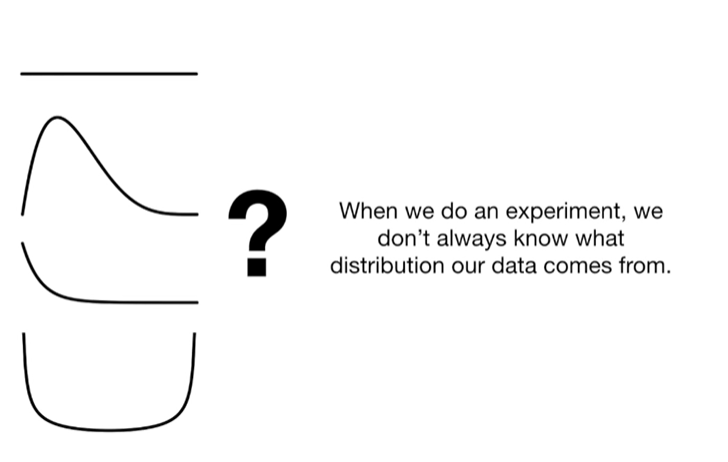 ?
When we do an experiment, we
don’t always know what
distribution our data comes from.